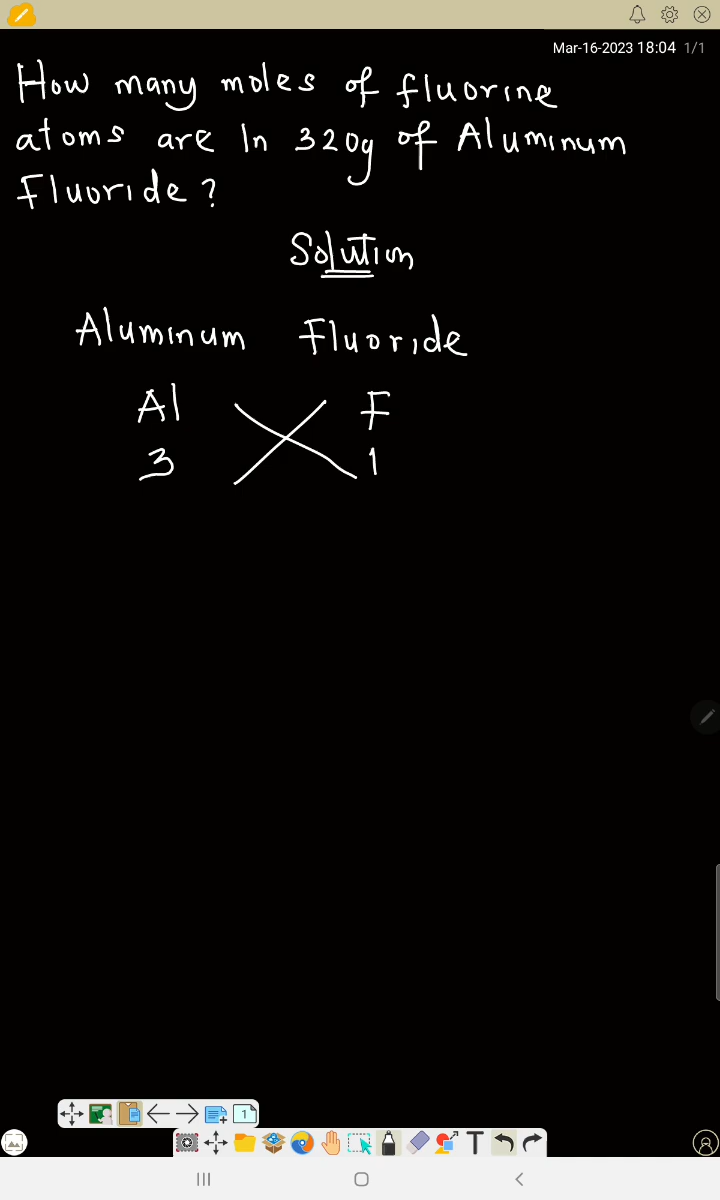 Mar-16-2023 18:04 1/1
How many moles of fluorine
atoms are in 320g of Aluminum
Fluoride?
Solution
Aluminum Fluoride
Al F
3 1
1
T